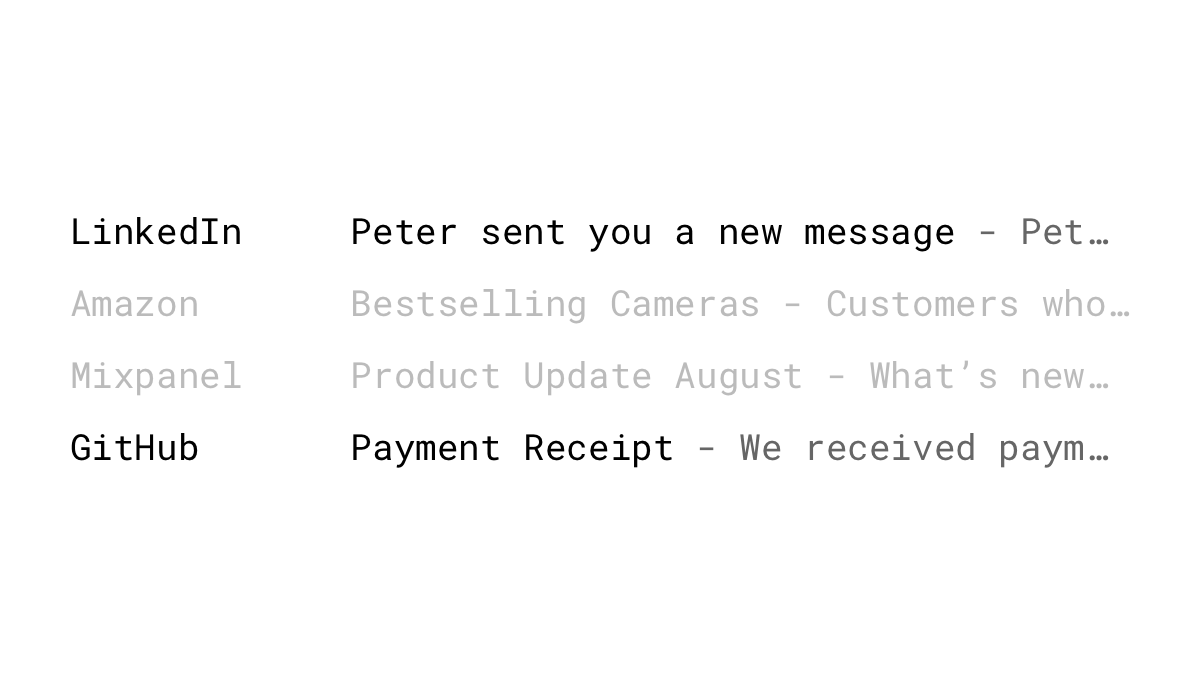 LinkedIn Peter sent you a new message - Pet…
Amazon Bestselling Cameras - Customers who…
Mixpanel Product Update August - What’s new…
GitHub Payment Receipt - We received paym…